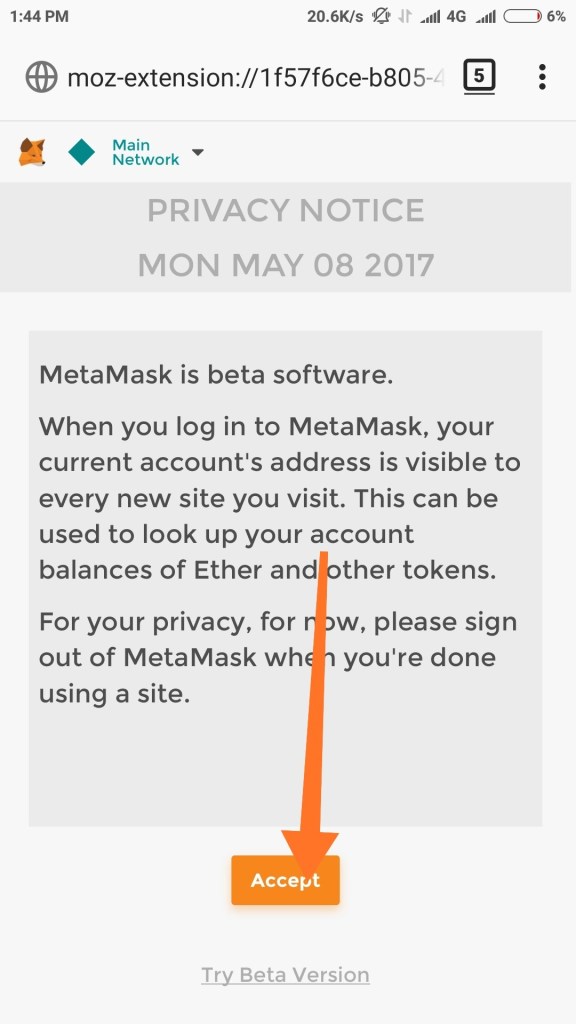 1:44 PM 20.6K/s 4G 6%
moz-extension://1f57f6ce-b805-4 5
Main
Network
PRIVACY NOTICE
MON MAY 08 2017
MetaMask is beta software.
When you log in to MetaMask, your
current account's address is visible to
every new site you visit. This can be
used to look up your account
balances of Ether and other tokens.
For your privacy, for now, please sign
out of MetaMask when you're done
using a site.
Accept
Try Beta Version